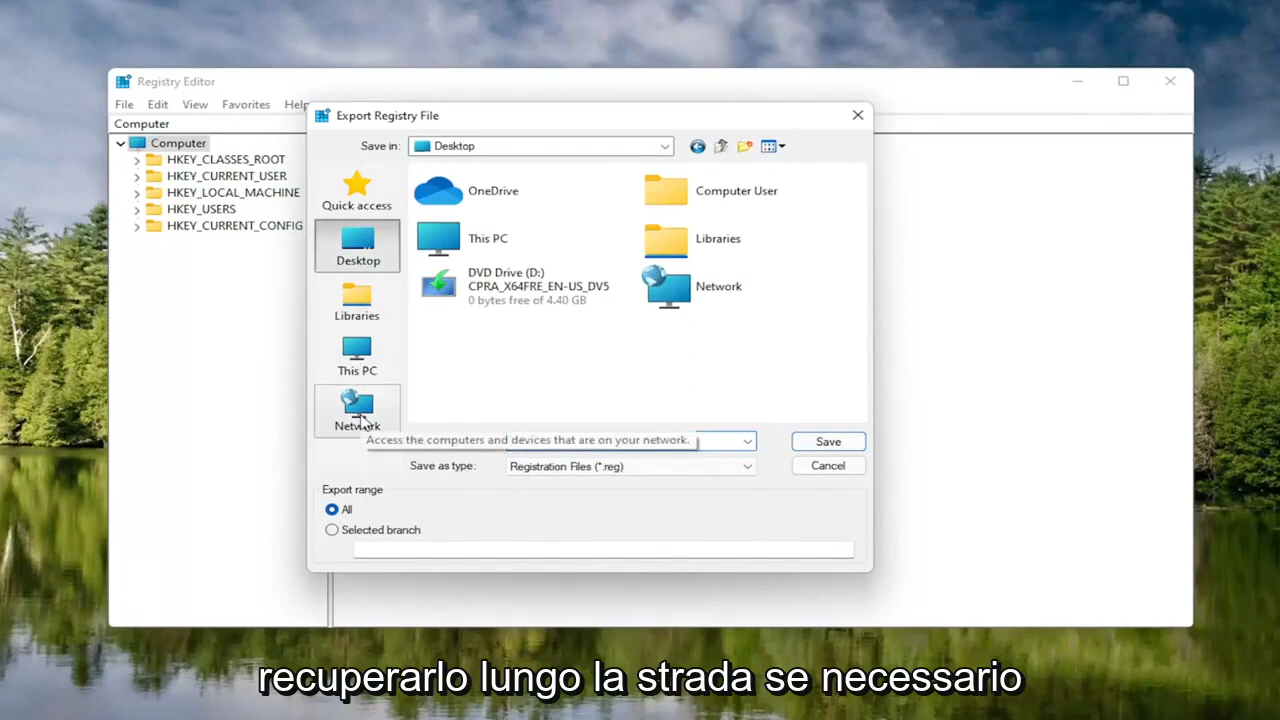 Registry Editor
File Edit View Favorites Help
Computer
Computer
HKEY_CLASSES_ROOT
HKEY_CURRENT_USER
HKEY_LOCAL_MACHINE
HKEY_USERS
HKEY_CURRENT_CONFIG
Export Registry File
Save in: Desktop
Quick access
Desktop
Libraries
This PC
Network
OneDrive
Computer User
This PC
Libraries
DVD Drive (D:)
CPRA_X64FRE_EN-US_DV5
0 bytes free of 4.40 GB
Network
Access the computers and devices that are on your network.
Save
Save as type: Registration Files (*.reg)
Cancel
Export range
All
Selected branch
recuperarlo lungo la strada se necessario